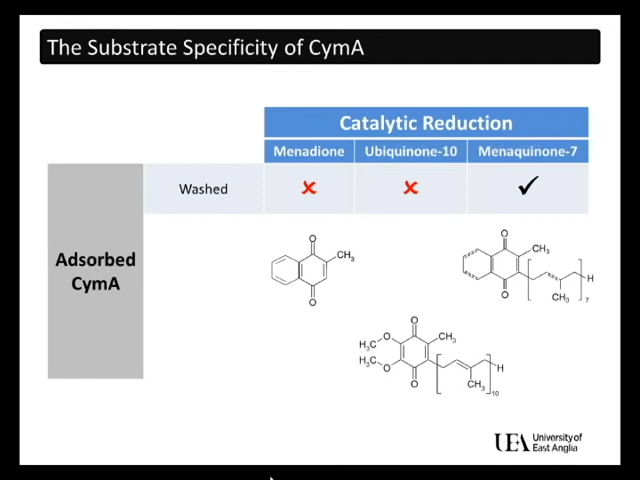 The Substrate Specificity of CymA
Catalytic Reduction
Menadione Ubiquinone-10 Menaquinone-7
Washed
Adsorbed
CymA
O
CH₃
O
O
CH₃
H
O
CH₃
7
O
H₃C O CH₃
H₃C O H
O CH₃
10
UEA University of
East Anglia